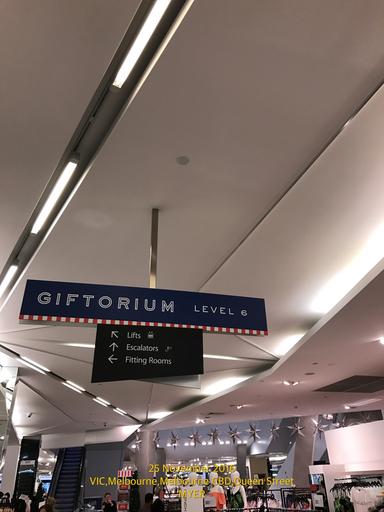 GIFTORIUM LEVEL 6
Lifts
Escalators
Fitting Rooms
25 November 2016
VIC,Melbourne,Melbourne CBD,Queen Street,
MYER